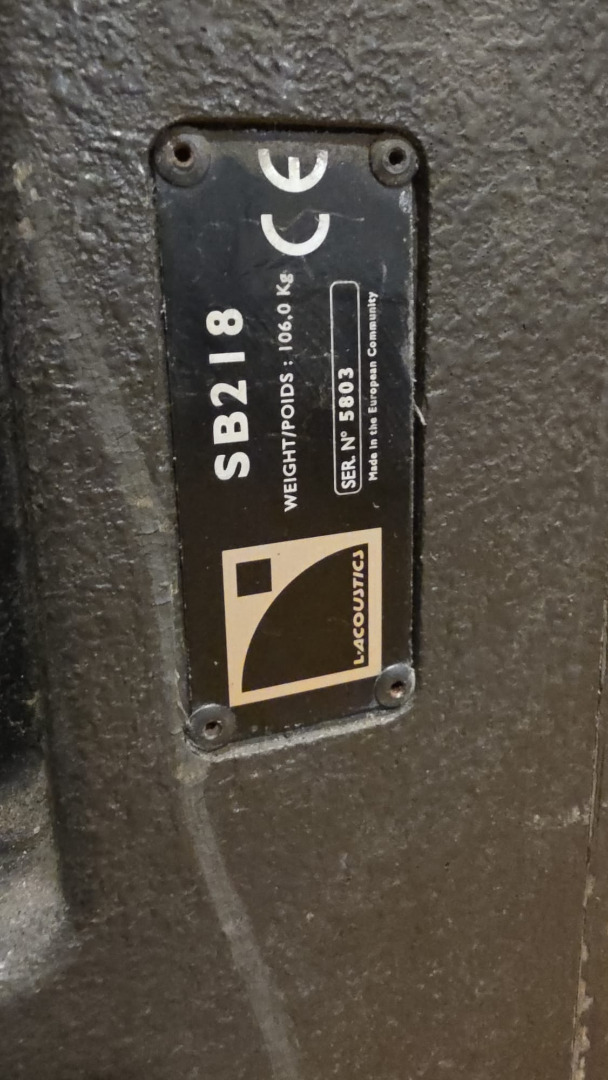 SB218
WEIGHT/POIDS : 106.0 Kg
SER. N° 5803
Made in the European Community
L-ACOUSTICS
CE